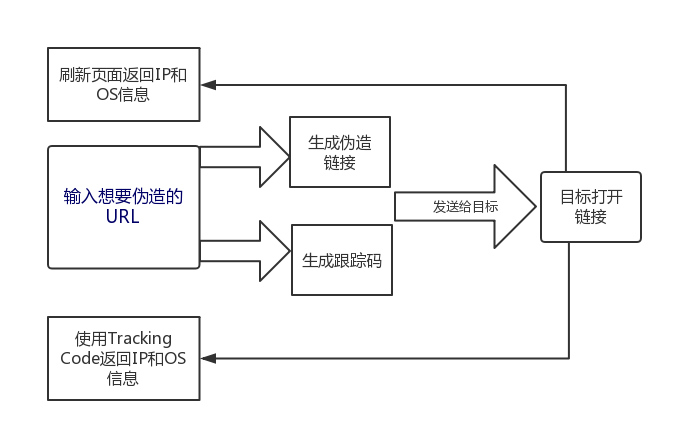 刷新页面返回IP和
OS信息
输入想要伪造的
URL
生成伪造
链接
生成跟踪码
发送给目标
目标打开
链接
使用Tracking
Code返回IP和OS
信息